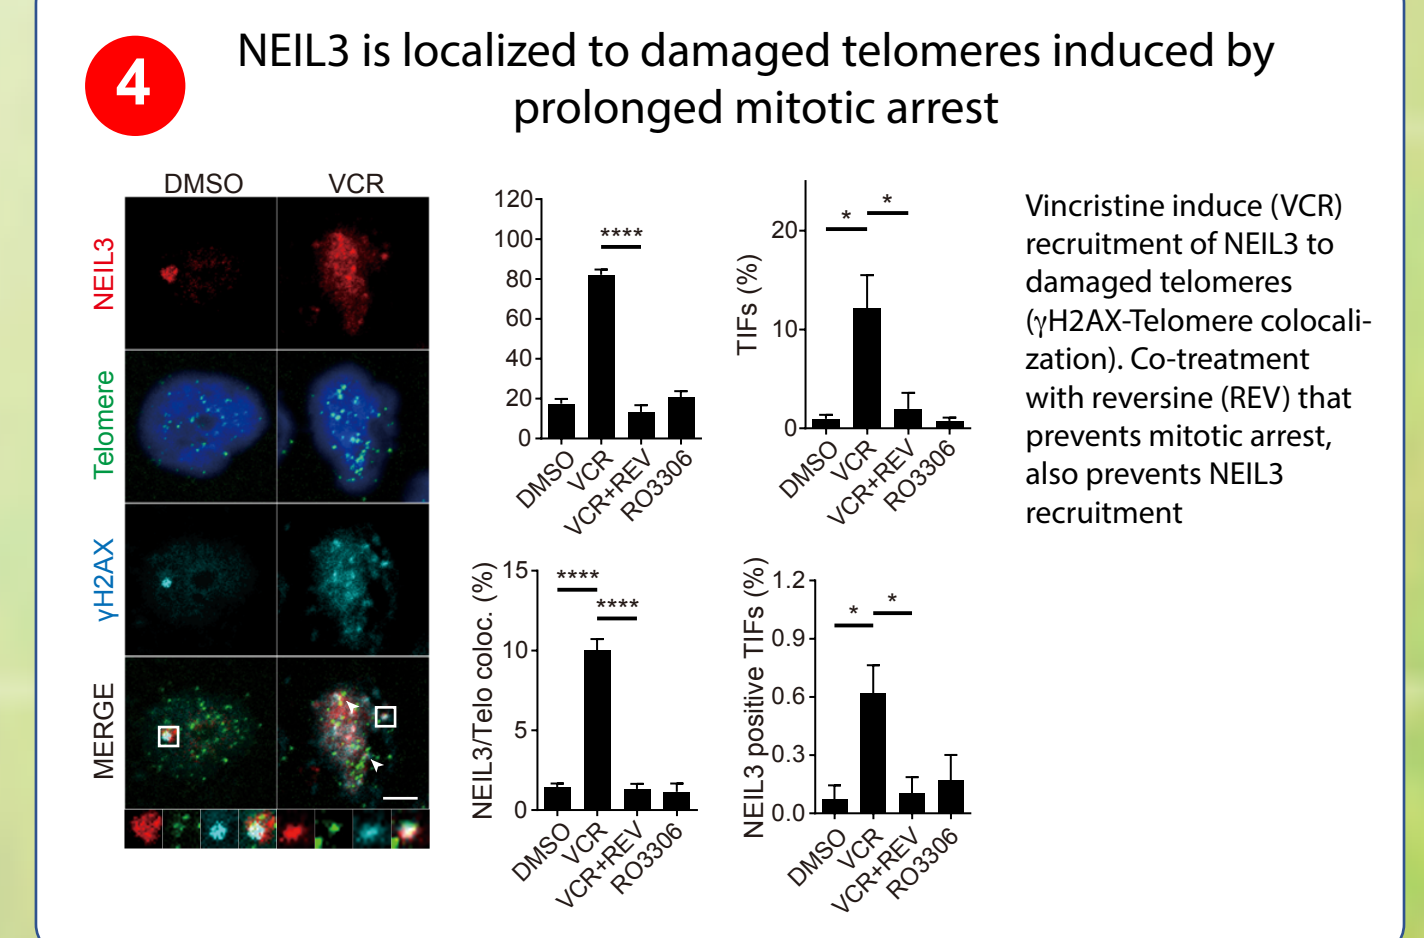 4
NEIL3 is localized to damaged telomeres induced by
prolonged mitotic arrest
DMSO
VCR
NEIL3
Telomere
γH2AX
MERGE
120
100
80
60
40
20
0
****
DMSO
VCR
VCR+REV
RO3306
TIFs (%)
20
10
0
*
*
DMSO
VCR
VCR+REV
RO3306
NEIL3/Telo coloc. (%)
15
10
5
0
****
****
DMSO
VCR
VCR+REV
RO3306
NEIL3 positive TIFs (%)
1.2
0.9
0.6
0.3
0.0
*
*
DMSO
VCR
VCR+REV
RO3306
Vincristine induce (VCR)
recruitment of NEIL3 to
damaged telomeres
(γH2AX-Telomere colocali-
zation). Co-treatment
with reversine (REV) that
prevents mitotic arrest,
also prevents NEIL3
recruitment